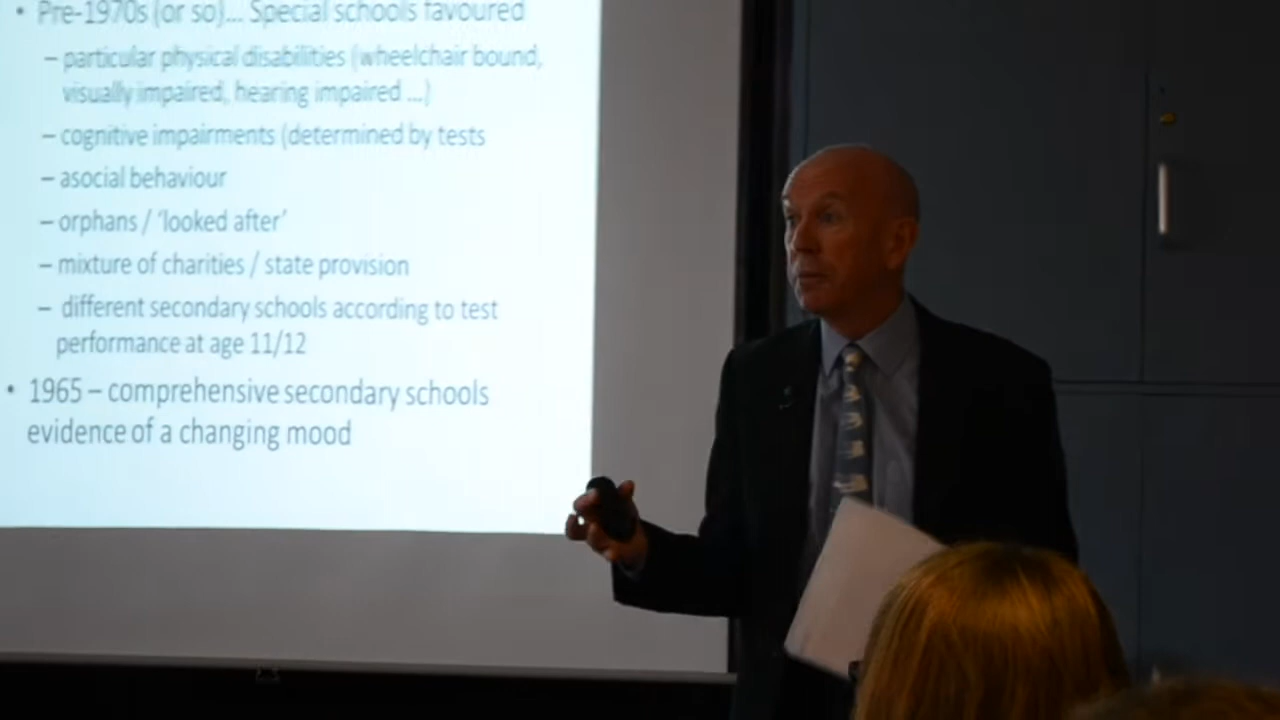 • Pre-1970s (or so)... Special schools favoured
– particular physical disabilities (wheelchair bound,
visually impaired, hearing impaired ...)
– cognitive impairments (determined by tests
– asocial behaviour
– orphans / 'looked after'
– mixture of charities / state provision
– different secondary schools according to test
performance at age 11/12
• 1965 – comprehensive secondary schools
evidence of a changing mood